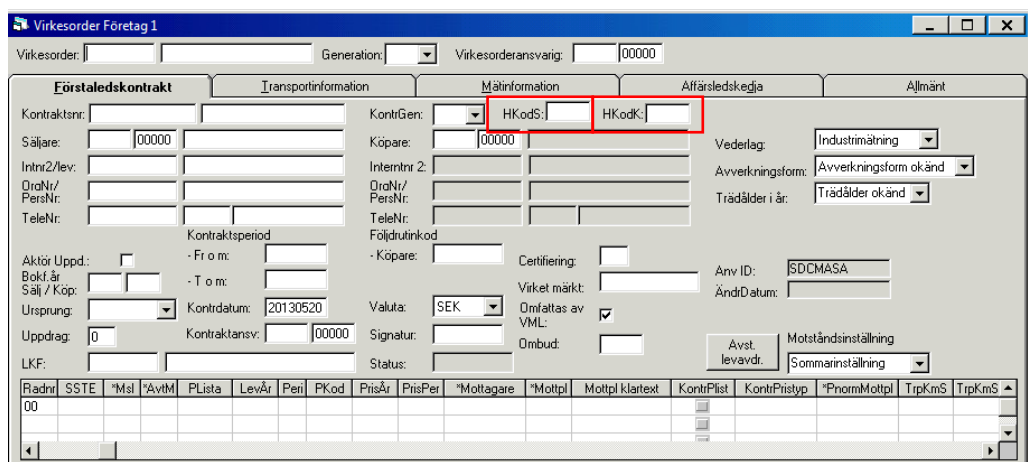 Virkesorder Företag 1
Virkesorder: Generation: Virkesorderansvarig: 00000
Förstaledskontrakt Transportinformation Mätinformation Affärsledskedja Allmänt
Kontraktsnr: KontrGen: HKodS: HKodK:
Säljare: 00000 Köpare: 00000 Vederlag: Industrimätning
Intnr2/lev: Interntnr 2: Avverkningsform: Avverkningsform okänd
OrgNr/ PersNr: OrgNr/ PersNr: Trädålder i år: Trädålder okänd
TeleNr: TeleNr:
Kontraktsperiod Följdrutinkod
Aktör Uppd.: - Fr o m: - Köpare: Certifiering: Anv ID: SDCMASA
Bokf.år Sälj / Köp: - T o m: Virket märkt: ÄndrDatum:
Ursprung: Kontrdatum: 20130520 Valuta: SEK Omfattas av VML:
Uppdrag: 0 Kontraktansv: 00000 Signatur: Ombud: Avst. levavdr. Motståndsinställning
LKF: Status: Sommarinställning
Radnr SSTE *Msl *AvtM PLista LevÅr Peri PKod PrisÅr PrisPer *Mottagare *Mottpl Mottpl klartext KontrPlist KontrPristyp *PnormMottpl TrpKmS TrpKmS
00